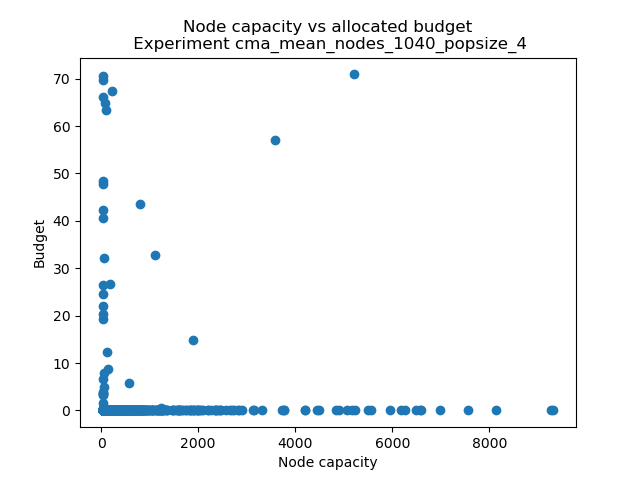 Node capacity vs allocated budget
Experiment cma_mean_nodes_1040_popsize_4
70
60
50
40
30
20
10
0
Budget
0 2000 4000 6000 8000
Node capacity